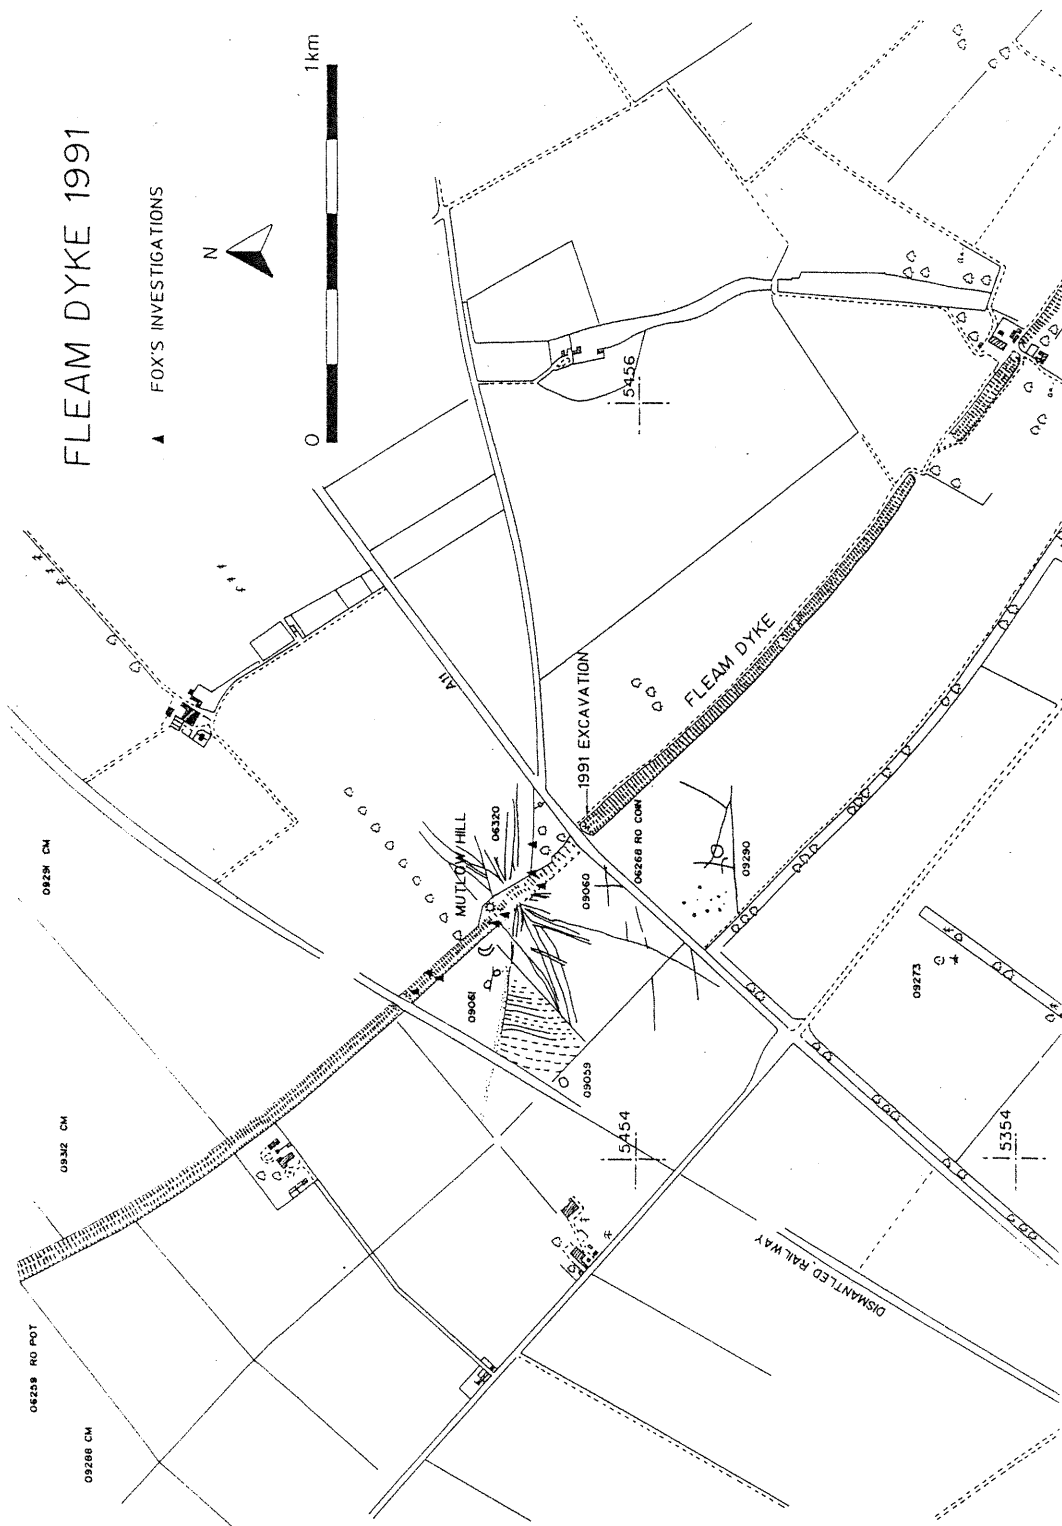 FLEAM DYKE 1991
▲ FOX'S INVESTIGATIONS
N
0
1km
09291 CM
09312 CM
06259 RO POT
09288 CM
A11
MUTLOW HILL
06320
09061
09059
09060
1991 EXCAVATION
06268 RO COIN
FLEAM DYKE
09290
09273
5456
5454
5354
DISMANTLED RAILWAY